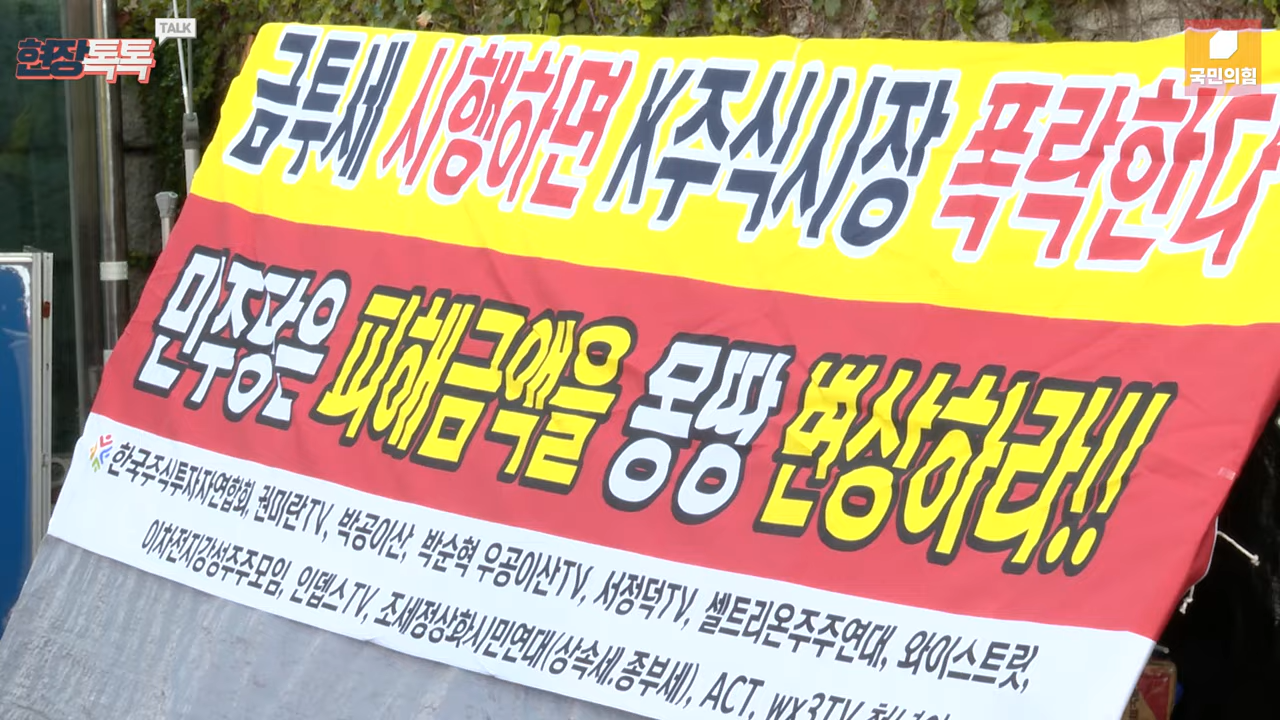 TALK
현장톡톡
국민의힘
금투세 시행하면 K주식시장 폭락한다
민주당은 피해금액을 몽땅 변상하라!!
한국주식투자자연합회, 권미란TV, 박공이산, 박순혁 우공이산TV, 서정덕TV, 셀트리온주주연대, 와이스트릿,
이차전지강성주주모임, 인뎁스TV, 조세정상화시민연대(상속세.종부세), ACT, wx3TV